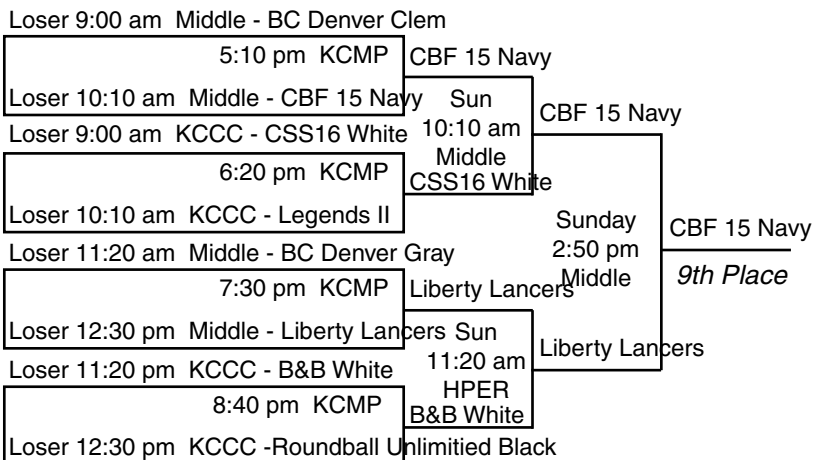 Loser 9:00 am  Middle - BC Denver Clem
5:10 pm  KCMP
CBF 15 Navy
Loser 10:10 am  Middle - CBF 15 Navy
Sun
10:10 am
Middle
CBF 15 Navy
Loser 9:00 am  KCCC - CSS16 White
6:20 pm  KCMP
CSS16 White
Loser 10:10 am  KCCC - Legends II
Sunday
2:50 pm
Middle
CBF 15 Navy
9th Place
Loser 11:20 am  Middle - BC Denver Gray
7:30 pm  KCMP
Liberty Lancers
Loser 12:30 pm  Middle - Liberty Lancers
Sun
11:20 am
HPER
Liberty Lancers
Loser 11:20 pm  KCCC - B&B White
8:40 pm  KCMP
B&B White
Loser 12:30 pm  KCCC -Roundball Unlimitied Black